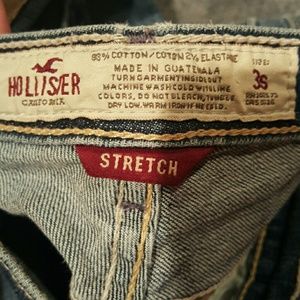 HOLLISTER
CALIFORNIA
98% COTTON/COTON 2% ELASTANE
MADE IN GUATEMALA
TURN GARMENT INSIDE OUT
MACHINE WASH COLD W/ LIKE
COLORS, DO NOT BLEACH, TUMBLE
DRY LOW, WARM IRON IF NEEDED.
SIZE:
3S
STRETCH